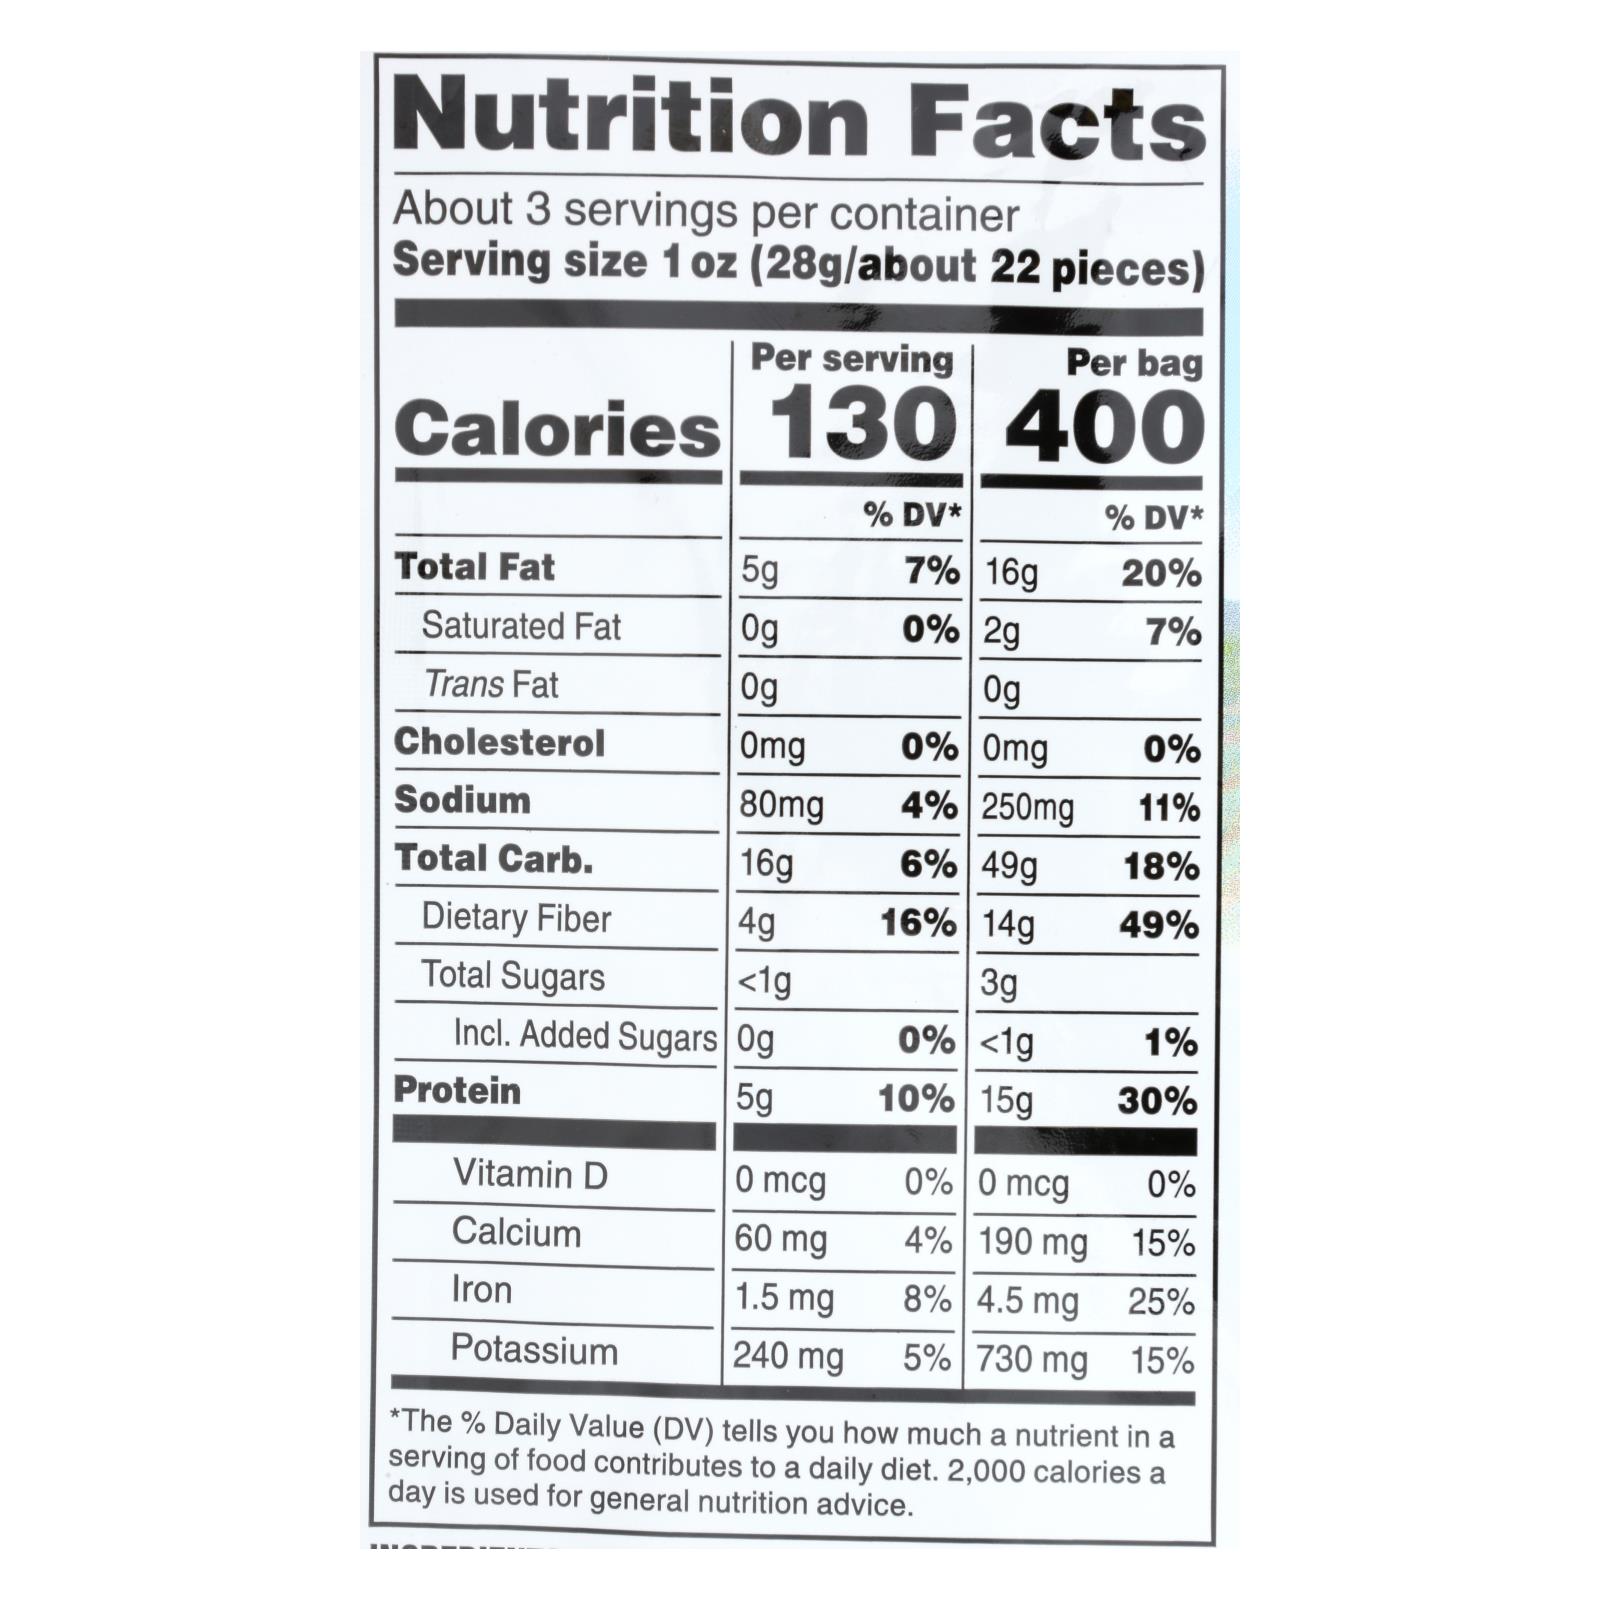 Nutrition Facts
About 3 servings per container
Serving size 1 oz (28g/about 22 pieces)
Per serving Per bag
Calories 130 400
% DV* % DV*
Total Fat 5g 7% 16g 20%
Saturated Fat 0g 0% 2g 7%
Trans Fat 0g 0g
Cholesterol 0mg 0% 0mg 0%
Sodium 80mg 4% 250mg 11%
Total Carb. 16g 6% 49g 18%
Dietary Fiber 4g 16% 14g 49%
Total Sugars <1g 3g
Incl. Added Sugars 0g 0% <1g 1%
Protein 5g 10% 15g 30%
Vitamin D 0 mcg 0% 0 mcg 0%
Calcium 60 mg 4% 190 mg 15%
Iron 1.5 mg 8% 4.5 mg 25%
Potassium 240 mg 5% 730 mg 15%
*The % Daily Value (DV) tells you how much a nutrient in a
serving of food contributes to a daily diet. 2,000 calories a
day is used for general nutrition advice.